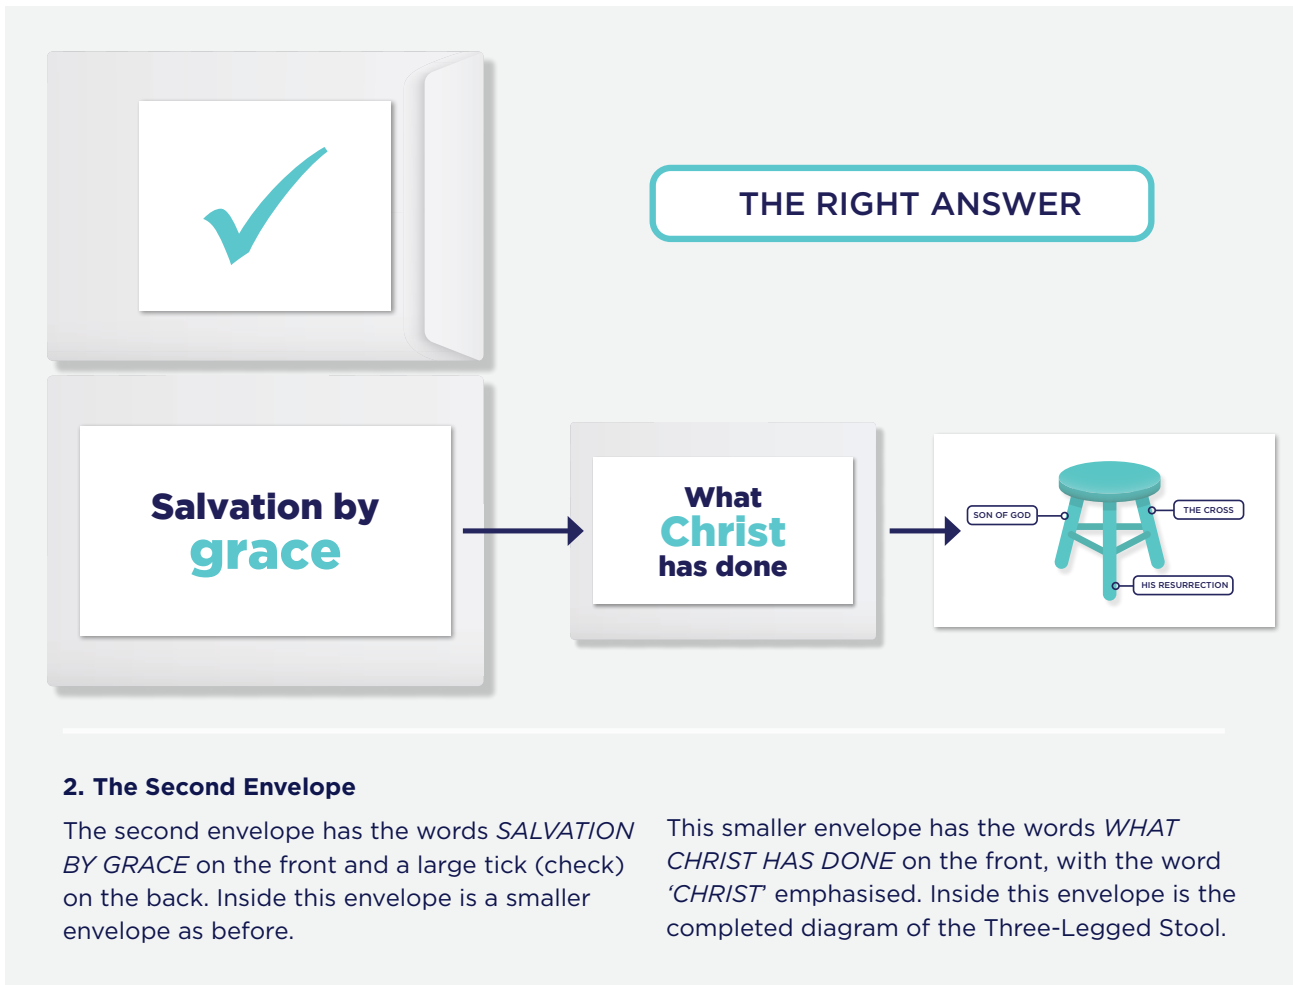 THE RIGHT ANSWER
Salvation by
grace
What
Christ
has done
SON OF GOD
THE CROSS
HIS RESURRECTION
2. The Second Envelope
The second envelope has the words SALVATION
BY GRACE on the front and a large tick (check)
on the back. Inside this envelope is a smaller
envelope as before.
This smaller envelope has the words WHAT
CHRIST HAS DONE on the front, with the word
‘CHRIST’ emphasised. Inside this envelope is the
completed diagram of the Three-Legged Stool.